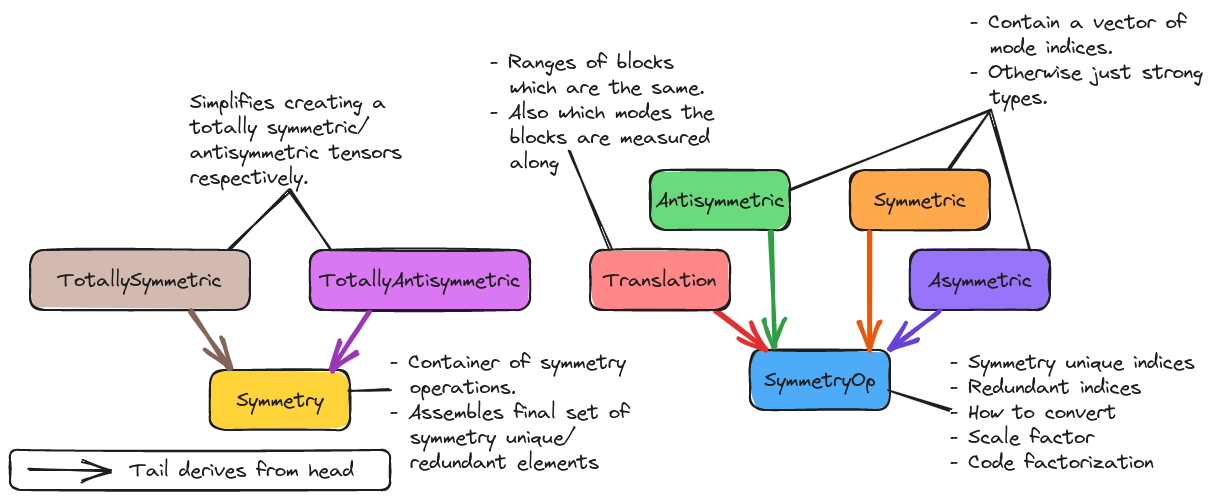 Simplifies creating a
totally symmetric/
antisymmetric tensors
respectively.
- Ranges of blocks
which are the same.
- Also which modes the
blocks are measured
along
- Contain a vector of
mode indices.
- Otherwise just strong
types.
Antisymmetric
Symmetric
TotallySymmetric
TotallyAntisymmetric
Translation
Asymmetric
Symmetry
- Container of symmetry
operations.
- Assembles final set of
symmetry unique/
redundant elements
SymmetryOp
- Symmetry unique indices
- Redundant indices
- How to convert
- Scale factor
- Code factorization
Tail derives from head